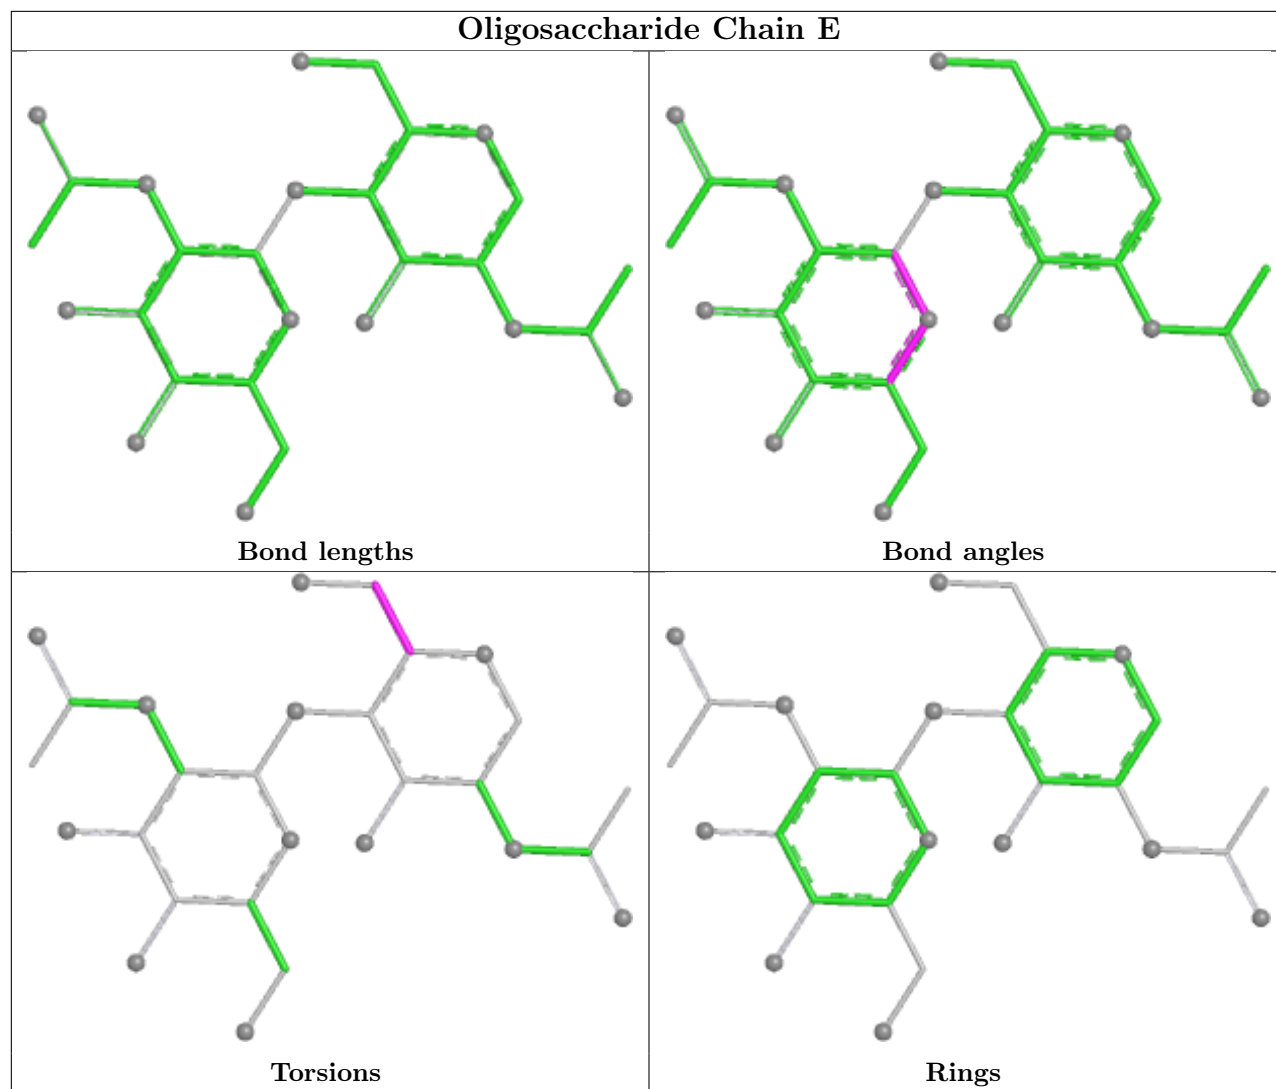 Oligosaccharide Chain E
Bond lengths
Bond angles
Torsions
Rings